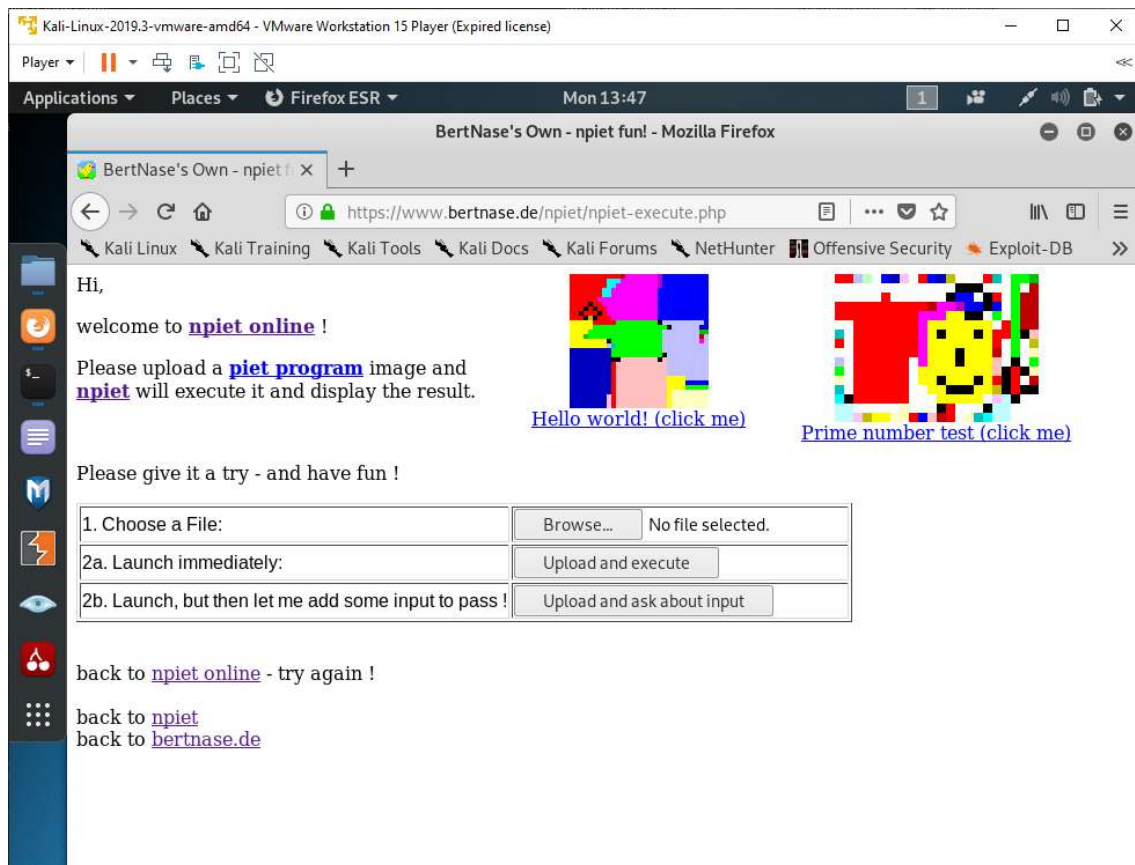 Kali-Linux-2019.3-vmware-amd64 - VMware Workstation 15 Player (Expired license)
Player
Applications Places Firefox ESR Mon 13:47 1
BertNase's Own - npiet fun! - Mozilla Firefox
BertNase's Own - npiet f
https://www.bertnase.de/npiet/npiet-execute.php
Kali Linux Kali Training Kali Tools Kali Docs Kali Forums NetHunter Offensive Security Exploit-DB
Hi,
welcome to npiet online !
Please upload a piet program image and
npiet will execute it and display the result.
Hello world! (click me)
Prime number test (click me)
Please give it a try - and have fun !
1. Choose a File: Browse... No file selected.
2a. Launch immediately: Upload and execute
2b. Launch, but then let me add some input to pass ! Upload and ask about input
back to npiet online - try again !
back to npiet
back to bertnase.de